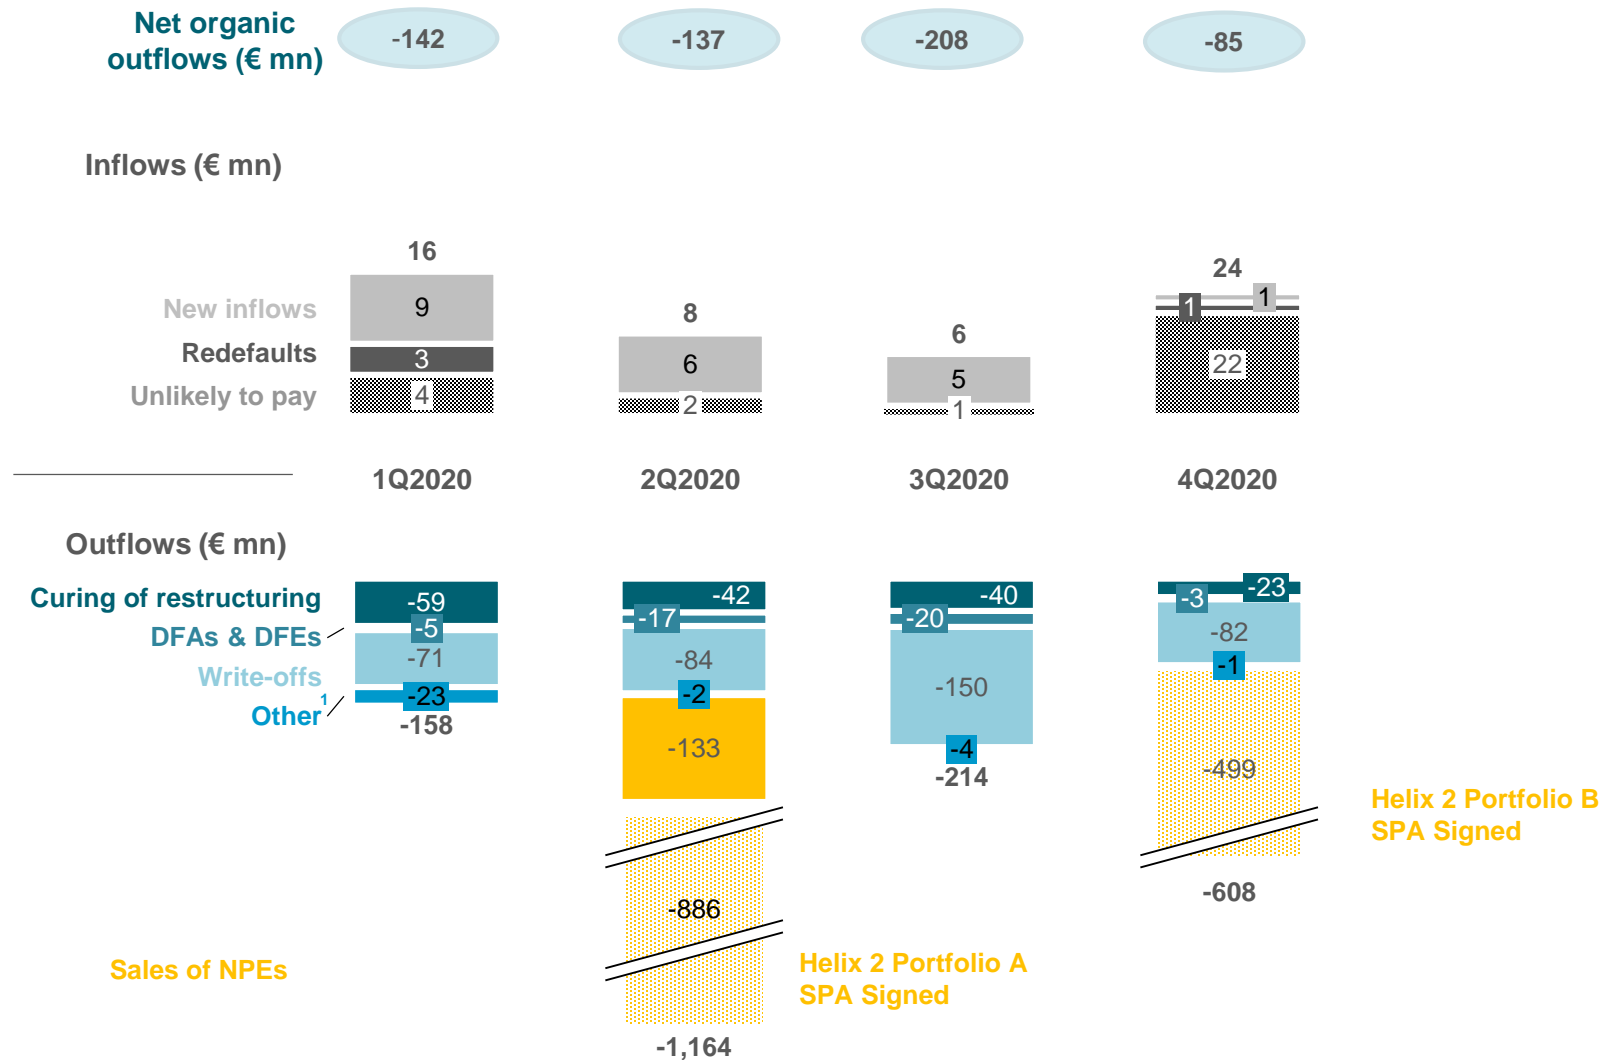 Net organic
outflows (€ mn)
-142
-137
-208
-85
Inflows (€ mn)
16
8
6
24
New inflows
9
6
5
1
Redefaults
3
1
Unlikely to pay
4
2
1
22
1Q2020
2Q2020
3Q2020
4Q2020
Outflows (€ mn)
Curing of restructuring
-59
-42
-40
-23
DFAs & DFEs
-5
-17
-20
-3
Write-offs
-71
-84
-150
-82
Other1
-23
-2
-4
-1
-158
-133
-214
-499
Helix 2 Portfolio B
SPA Signed
-608
-886
Sales of NPEs
Helix 2 Portfolio A
SPA Signed
-1,164